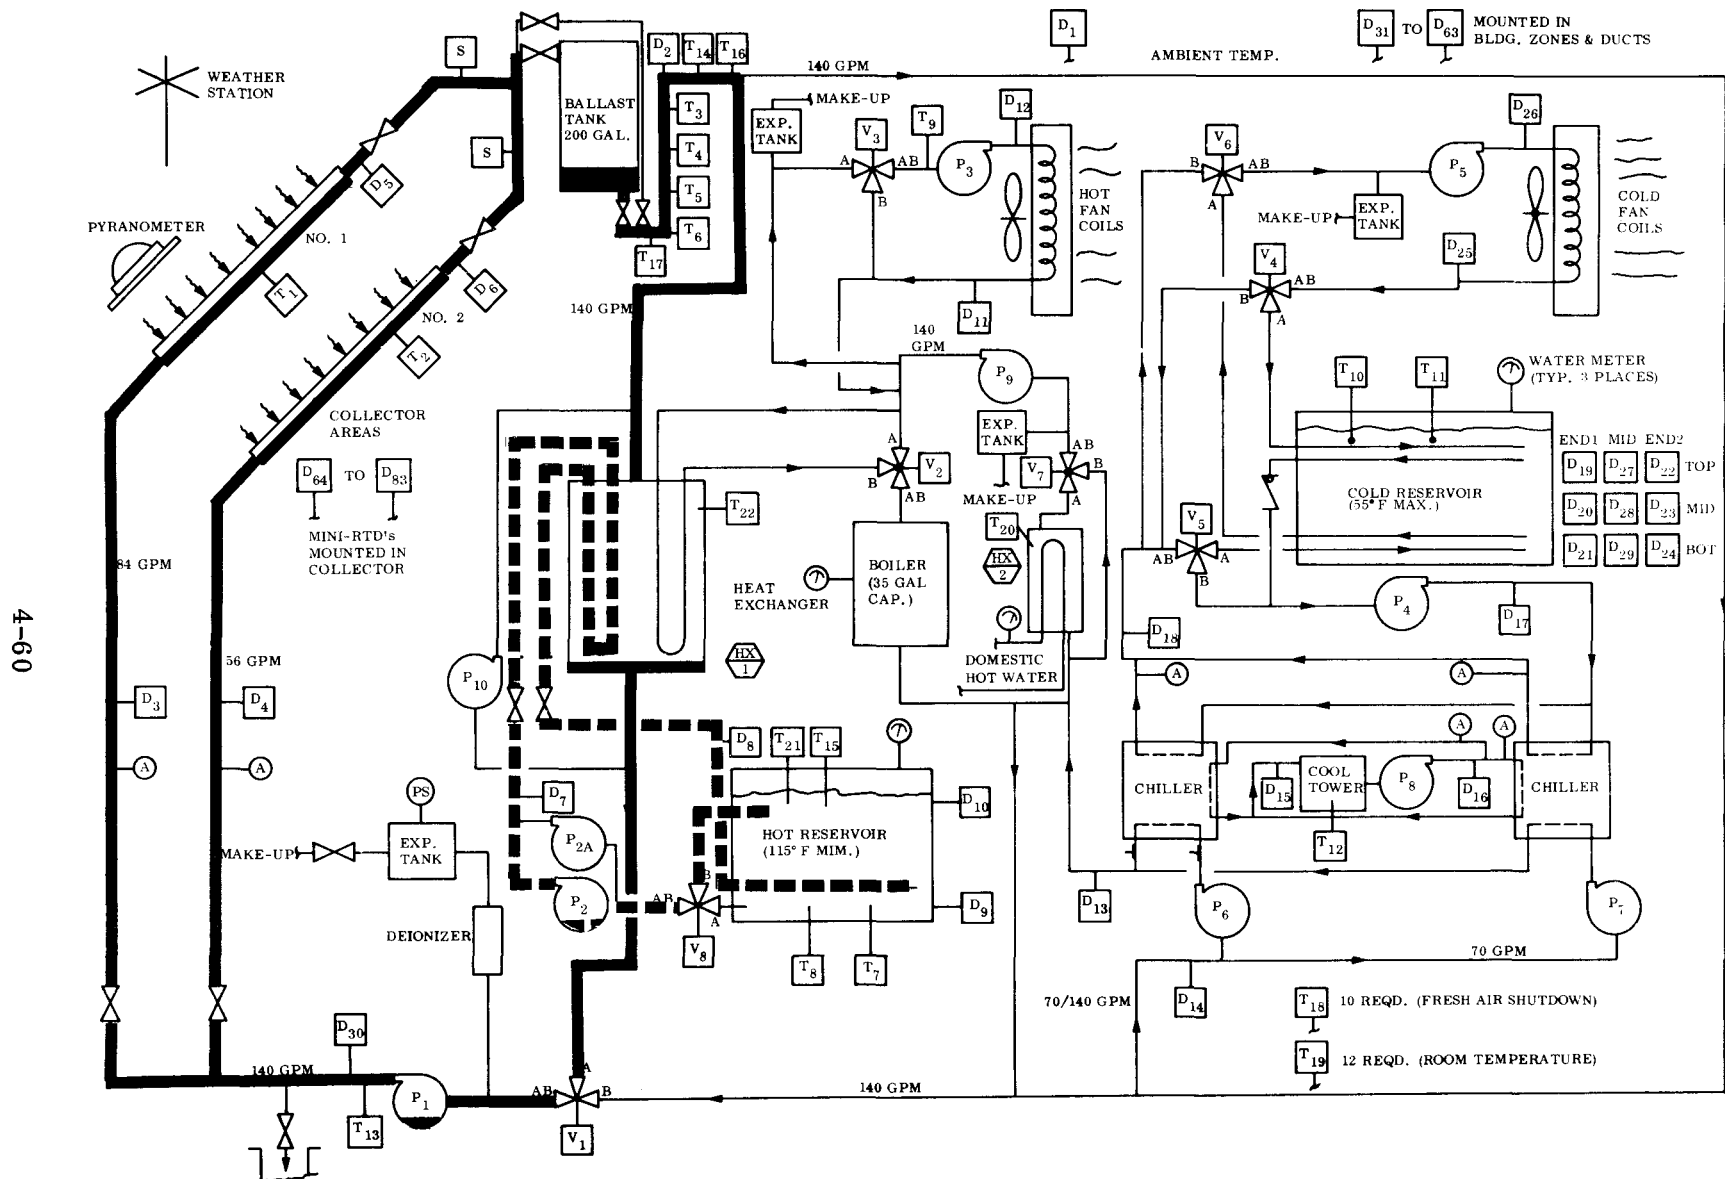 WEATHER
STATION
S
S
PYRANOMETER
NO. 1
NO. 2
D5
D6
T1
T2
BALLAST
TANK
200 GAL.
D2
T14
T16
T3
T4
T5
T6
T17
140 GPM
140 GPM
D1
AMBIENT TEMP.
D31 TO D63
MOUNTED IN
BLDG. ZONES & DUCTS
MAKE-UP
EXP.
TANK
V3
A
AB
B
T9
P3
D12
HOT
FAN
COILS
D11
V6
B
AB
A
P5
D26
MAKE-UP
EXP.
TANK
COLD
FAN
COILS
D25
V4
AB
B
A
140
GPM
P9
EXP.
TANK
MAKE-UP
AB
V7
B
A
A
B
V2
AB
WATER METER
(TYP. 3 PLACES)
T10
T11
COLD RESERVOIR
(55° F MAX.)
END1 MID END2
D19 D27 D22 TOP
D20 D28 D23 MID
D21 D29 D24 BOT
COLLECTOR
AREAS
D64 TO D83
MINI-RTD's
MOUNTED IN
COLLECTOR
84 GPM
56 GPM
D3
D4
A
A
T22
HEAT
EXCHANGER
HX
1
P10
BOILER
(35 GAL
CAP.)
T20
HX
2
DOMESTIC
HOT WATER
V5
AB
A
B
P4
D17
D18
A
A
A
A
CHILLER
CHILLER
D15
COOL
TOWER
P8
D16
T12
D13
P6
P7
70 GPM
D14
70/140 GPM
D8
T21
T15
D10
HOT RESERVOIR
(115° F MIM.)
D9
T8
T7
B
AB
A
V8
D7
P2A
P2
PS
EXP.
TANK
MAKE-UP
DEIONIZER
D30
140 GPM
T13
P1
A
AB
B
V1
140 GPM
T18
10 REQD. (FRESH AIR SHUTDOWN)
T19
12 REQD. (ROOM TEMPERATURE)
4-60